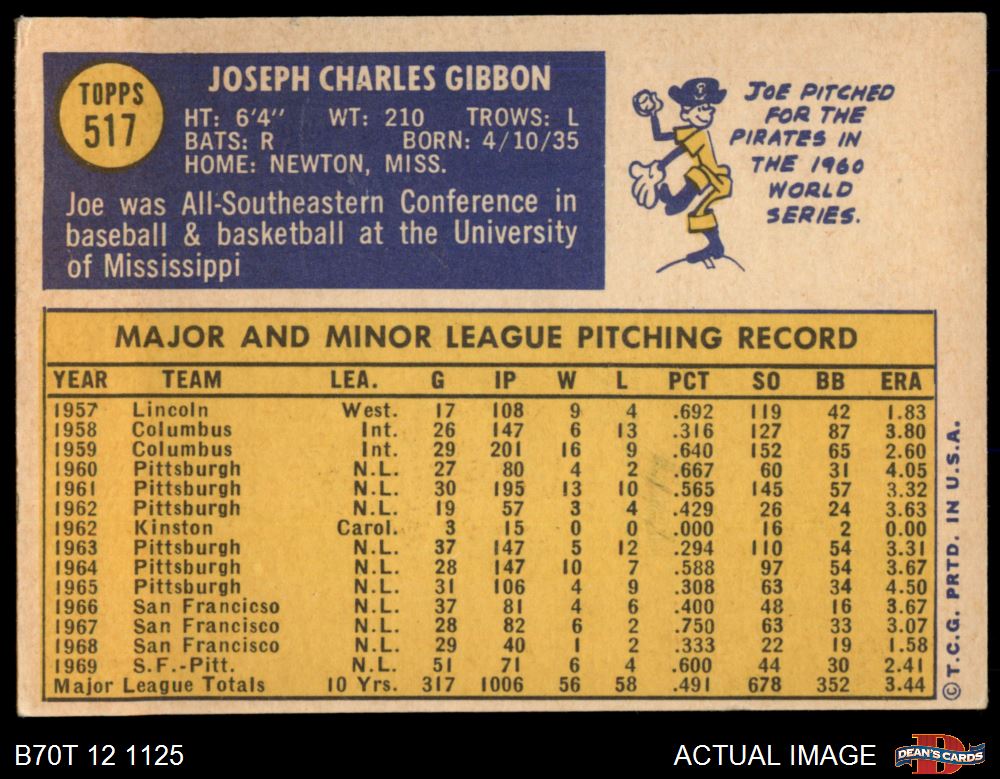 TOPPS
517
JOSEPH CHARLES GIBBON
HT: 6'4" WT: 210 TROWS: L
BATS: R BORN: 4/10/35
HOME: NEWTON, MISS.
Joe was All-Southeastern Conference in
baseball & basketball at the University
of Mississippi
JOE PITCHED
FOR THE
PIRATES IN
THE 1960
WORLD
SERIES.
MAJOR AND MINOR LEAGUE PITCHING RECORD
YEAR TEAM LEA. G IP W L PCT SO BB ERA
1957 Lincoln West. 17 108 9 4 .692 119 42 1.83
1958 Columbus Int. 26 147 6 13 .316 127 87 3.80
1959 Columbus Int. 29 201 16 9 .640 152 65 2.60
1960 Pittsburgh N.L. 27 80 4 2 .667 60 31 4.05
1961 Pittsburgh N.L. 30 195 13 10 .565 145 57 3.32
1962 Pittsburgh N.L. 19 57 3 4 .429 26 24 3.63
1962 Kinston Carol. 3 15 0 0 .000 16 2 0.00
1963 Pittsburgh N.L. 37 147 5 12 .294 110 54 3.31
1964 Pittsburgh N.L. 28 147 10 7 .588 97 54 3.67
1965 Pittsburgh N.L. 31 106 4 9 .308 63 34 4.50
1966 San Francicso N.L. 37 81 4 6 .400 48 16 3.67
1967 San Francisco N.L. 28 82 6 2 .750 63 33 3.07
1968 San Francisco N.L. 29 40 1 2 .333 22 19 1.58
1969 S.F.-Pitt. N.L. 51 71 6 4 .600 44 30 2.41
Major League Totals 10 Yrs. 317 1006 56 58 .491 678 352 3.44
© T.C.G. PRTD. IN U.S.A.
B70T 12 1125
ACTUAL IMAGE
DEAN'S CARDS